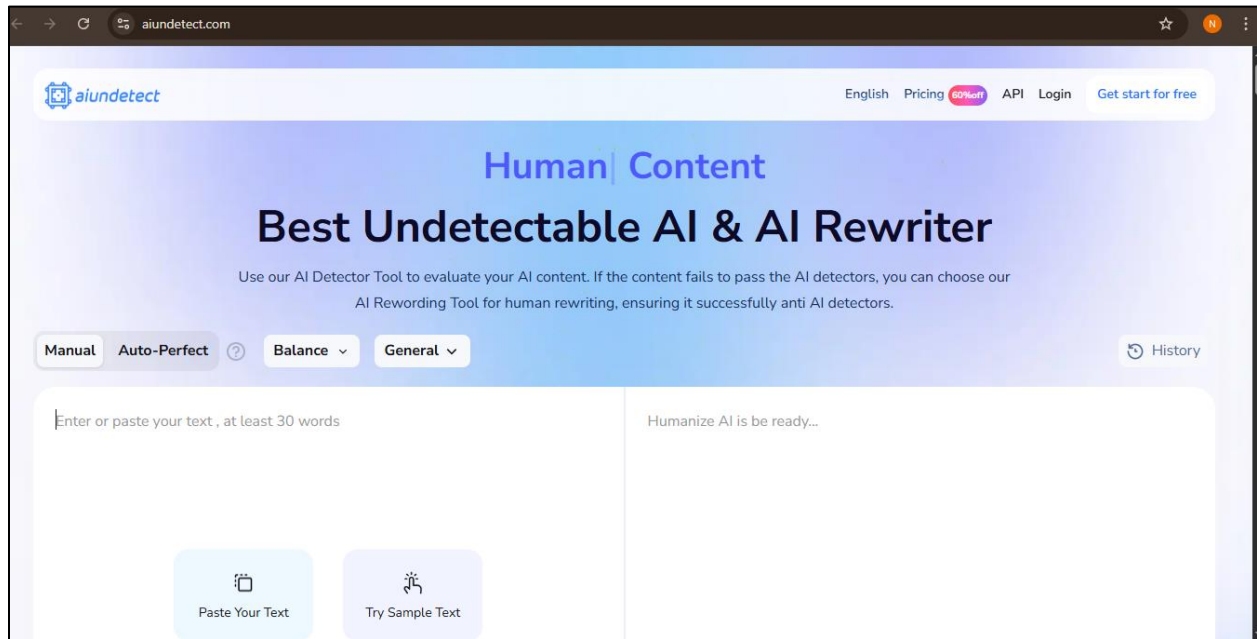 aiundetect.com
N
aiundetect
English Pricing 60%off API Login Get start for free
Human| Content
Best Undetectable AI & AI Rewriter
Use our AI Detector Tool to evaluate your AI content. If the content fails to pass the AI detectors, you can choose our
AI Rewording Tool for human rewriting, ensuring it successfully anti AI detectors.
Manual Auto-Perfect ? Balance General History
Enter or paste your text , at least 30 words
Humanize AI is be ready...
Paste Your Text Try Sample Text